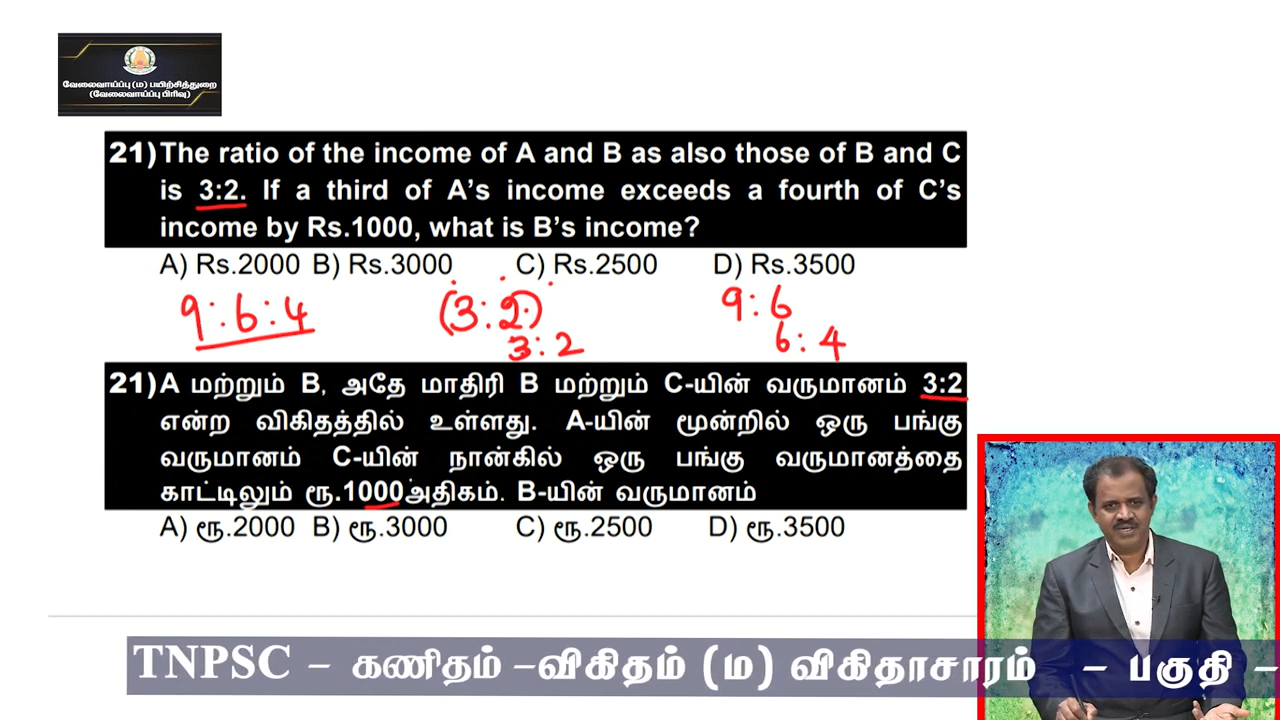 வேலைவாய்ப்பு (ம) பயிற்சித்துறை
(வேலைவாய்ப்பு பிரிவு)
21) The ratio of the income of A and B as also those of B and C
is 3:2. If a third of A's income exceeds a fourth of C's
income by Rs.1000, what is B's income?
A) Rs.2000 B) Rs.3000 C) Rs.2500 D) Rs.3500
9:6:4 (3:2) 9:6
3:2 6:4
21) A மற்றும் B, அதே மாதிரி B மற்றும் C-யின் வருமானம் 3:2
என்ற விகிதத்தில் உள்ளது. A-யின் மூன்றில் ஒரு பங்கு
வருமானம் C-யின் நான்கில் ஒரு பங்கு வருமானத்தை
காட்டிலும் ரூ.1000 அதிகம். B-யின் வருமானம்
A) ரூ.2000 B) ரூ.3000 C) ரூ.2500 D) ரூ.3500
TNPSC – கணிதம் –விகிதம் (ம) விகிதாசாரம் – பகுதி –